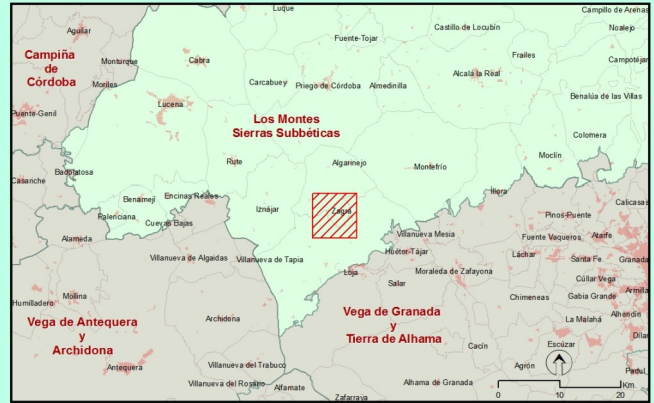 Luque
Campillo de Arenas
Aguilar
Castillo de Locubín
Noalejo
Fuente-Tojar
Campiña
de
Córdoba
Monturque
Cabra
Frailes
Campotéjar
Moriles
Carcabuey
Priego de Córdoba
Almedinilla
Alcalá la Real
Benalúa de las Villas
Lucena
Puente-Genil
Los Montes
Sierras Subbéticas
Colomera
Rute
Algarinejo
Montefrío
Moclín
Badolatosa
Casariche
Benamejí
Encinas Reales
Iznájar
Zagra
Íllora
Calicasas
Palenciana
Cuevas Bajas
Pinos-Puente
Alameda
Villanueva Mesia
Fuente Vaqueros
Atarfe
Villanueva de Algaidas
Villanueva de Tapia
Huétor-Tájar
Láchar
Santa Fe
Granada
Loja
Moraleda de Zafayona
Cúllar Vega
Salar
Humilladero
Mollina
Chimeneas
Gabia Grande
Armilla
Vega de Antequera
y
Archidona
Archidona
Vega de Granada
y
Tierra de Alhama
La Malahá
Alhendín
Dílar
Cacín
Escúzar
Antequera
Villanueva del Trabuco
Agrón
Padul
Villanueva del Rosario
Alfamate
Alhama de Granada
Zafarraya
0
10
20
Km